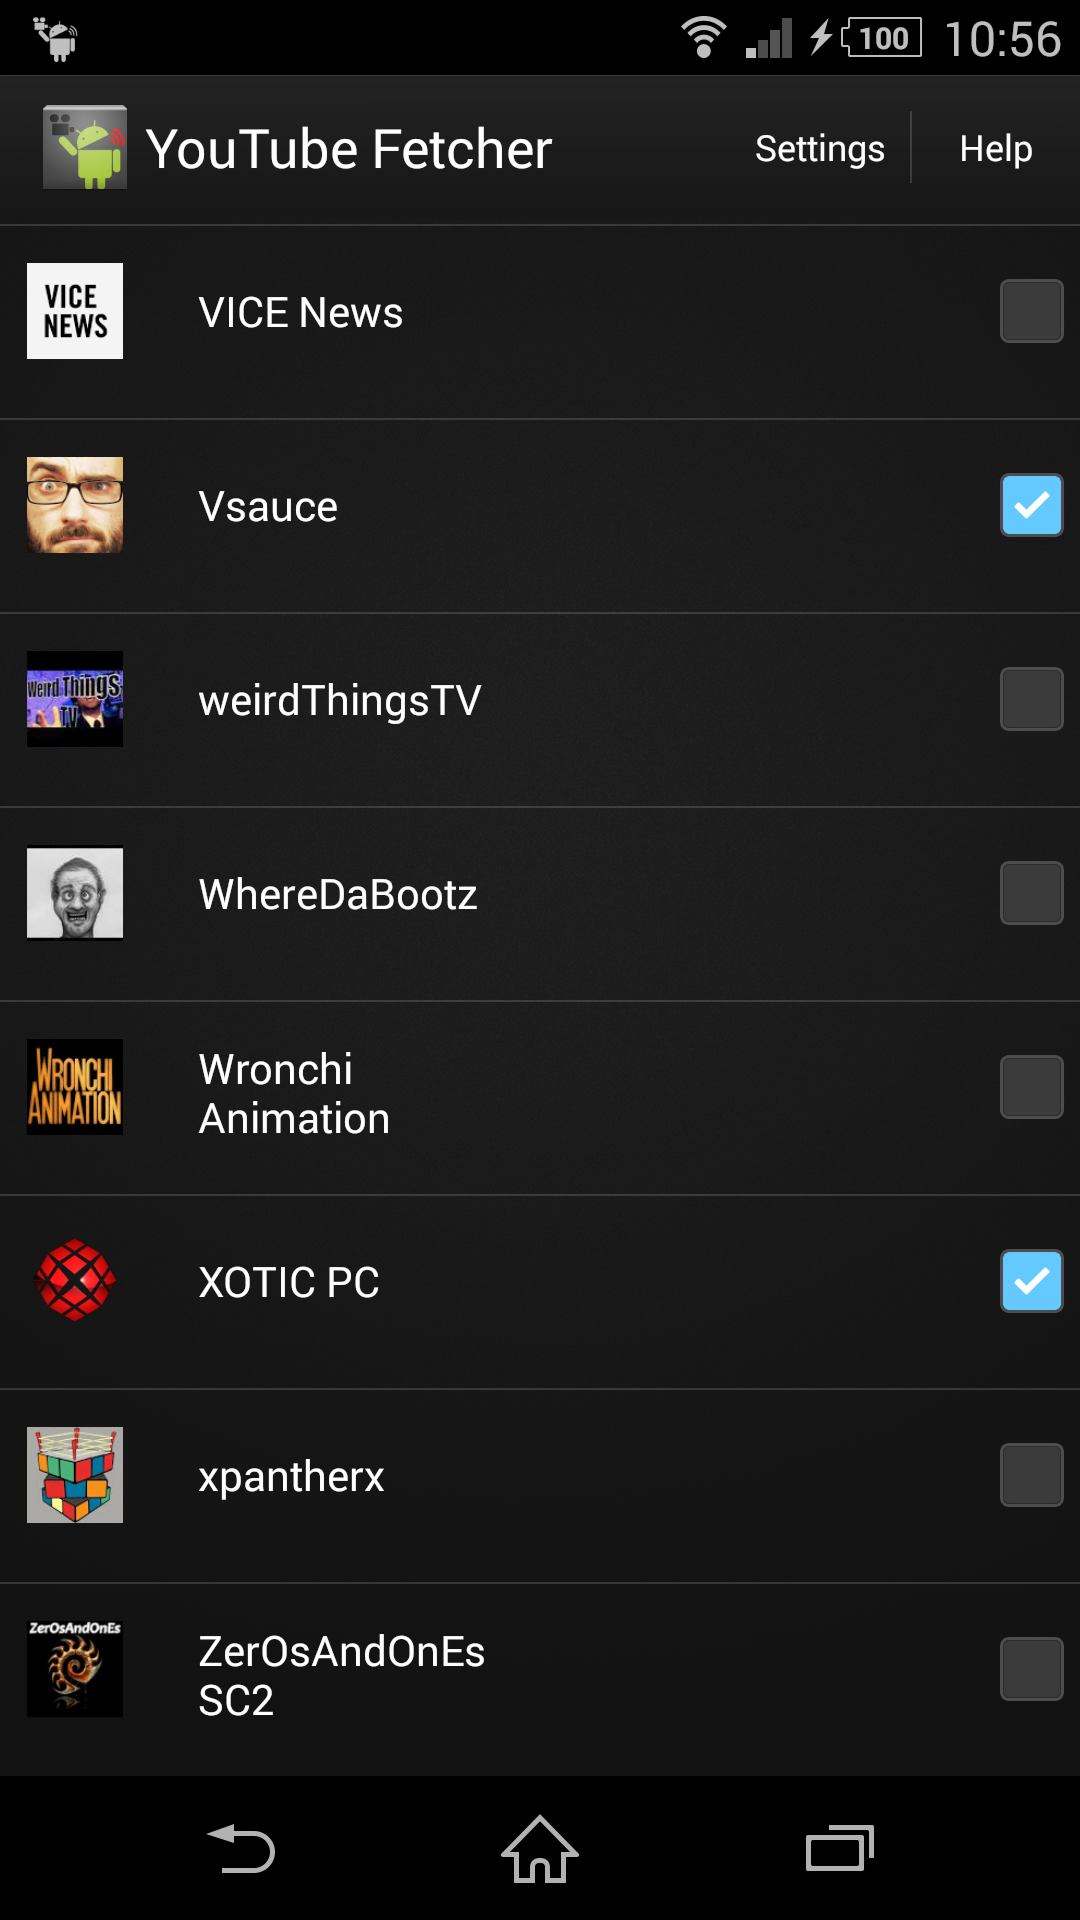 100 10:56
YouTube Fetcher Settings Help
VICE
NEWS
VICE News
Vsauce
Weird Things
TV
weirdThingsTV
WhereDaBootz
WRONCHI
ANIMATION
Wronchi
Animation
XOTIC PC
xpantherx
ZerOsAndOnEs
ZerOsAndOnEs
SC2